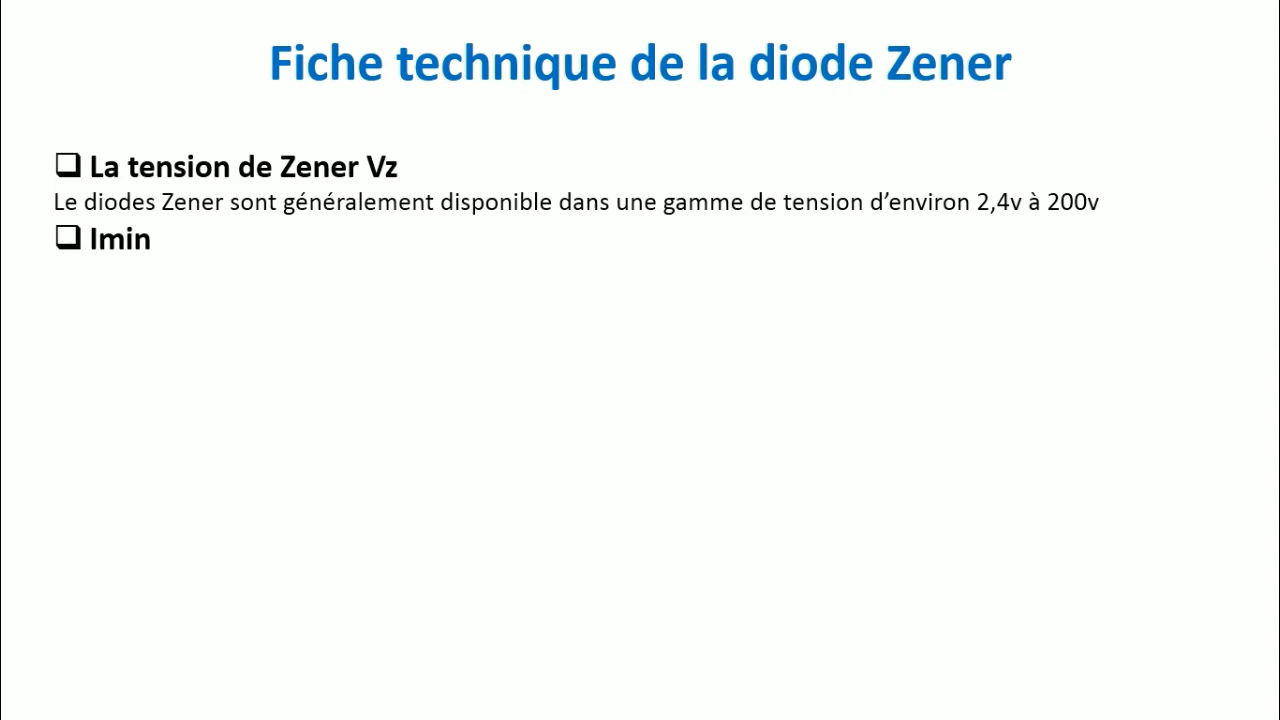 Fiche technique de la diode Zener
❑ La tension de Zener Vz
Le diodes Zener sont généralement disponible dans une gamme de tension d’environ 2,4v à 200v
❑ Imin